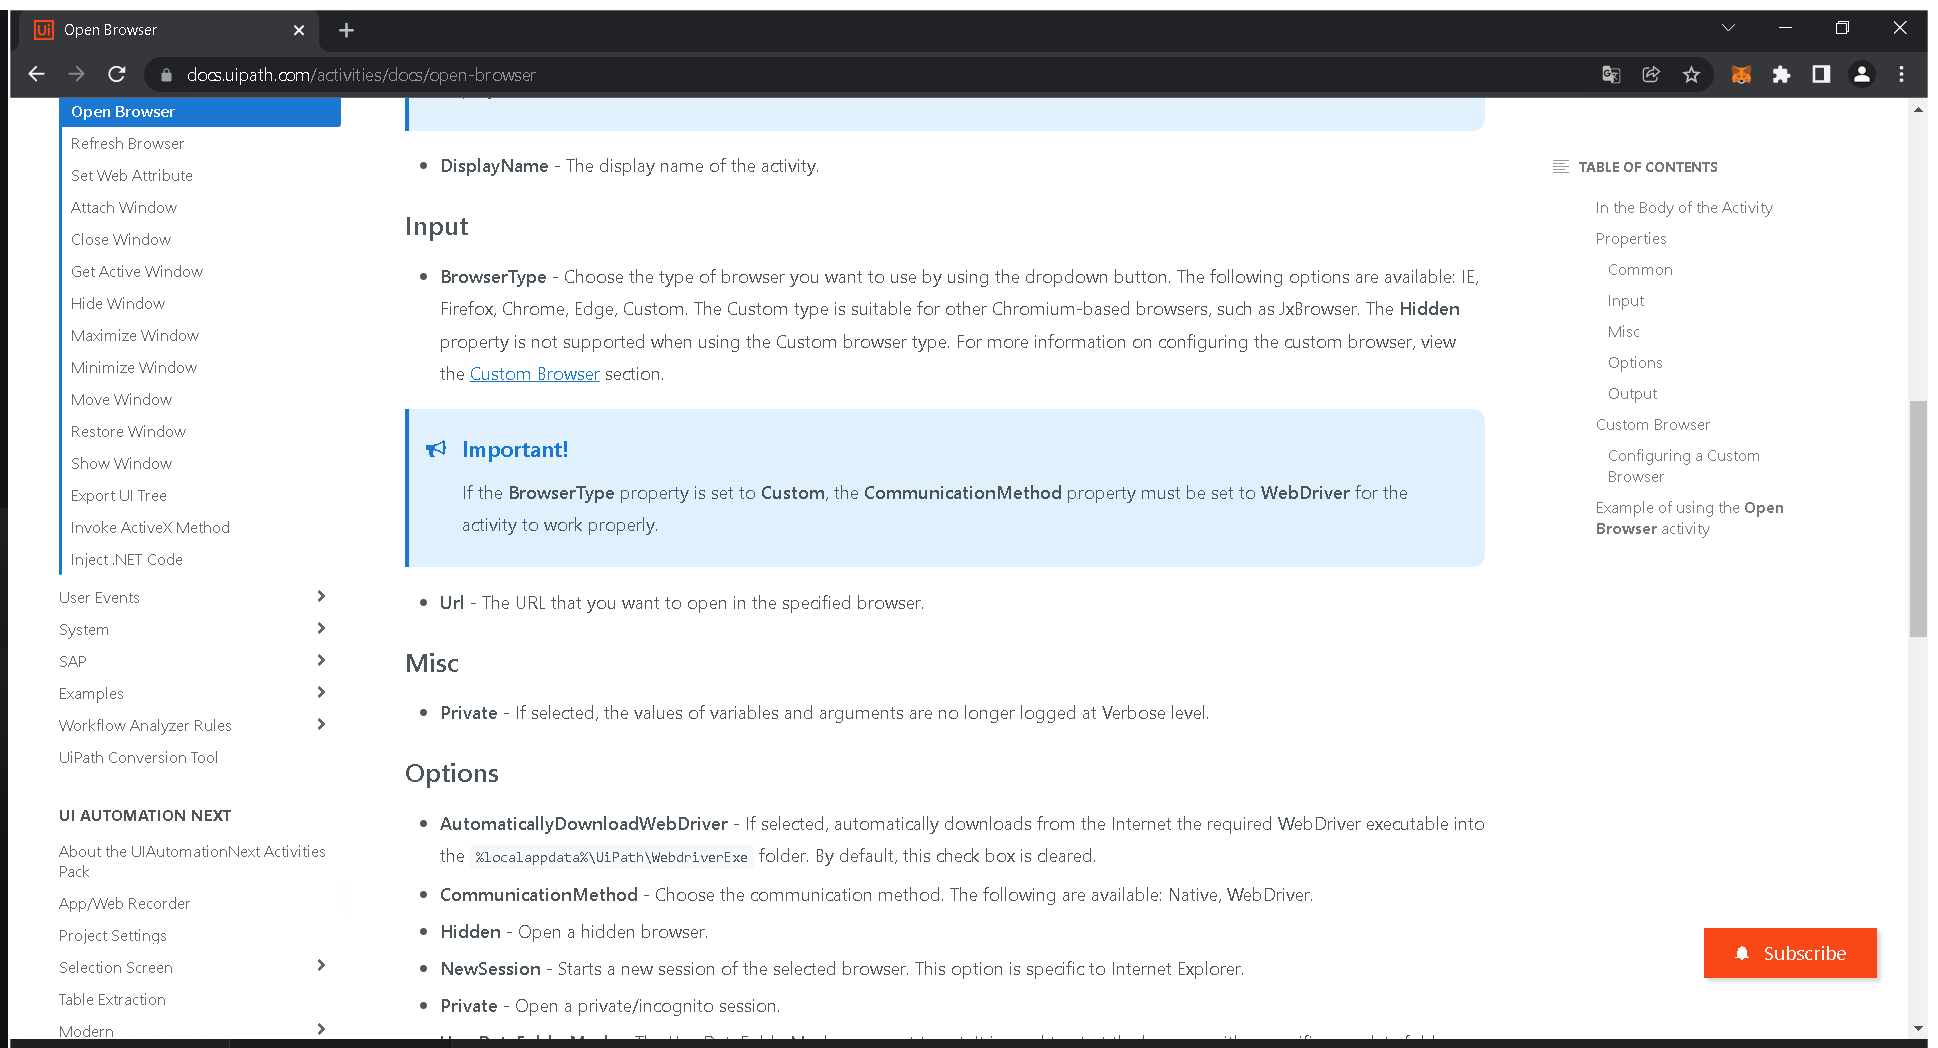 Open Browser
docs.uipath.com/activities/docs/open-browser
Open Browser
Refresh Browser
Set Web Attribute
Attach Window
Close Window
Get Active Window
Hide Window
Maximize Window
Minimize Window
Move Window
Restore Window
Show Window
Export UI Tree
Invoke ActiveX Method
Inject .NET Code
User Events
System
SAP
Examples
Workflow Analyzer Rules
UiPath Conversion Tool
UI AUTOMATION NEXT
About the UIAutomationNext Activities
Pack
App/Web Recorder
Project Settings
Selection Screen
Table Extraction
Modern
DisplayName - The display name of the activity.
Input
BrowserType - Choose the type of browser you want to use by using the dropdown button. The following options are available: IE,
Firefox, Chrome, Edge, Custom. The Custom type is suitable for other Chromium-based browsers, such as JxBrowser. The Hidden
property is not supported when using the Custom browser type. For more information on configuring the custom browser, view
the Custom Browser section.
Important!
If the BrowserType property is set to Custom, the CommunicationMethod property must be set to WebDriver for the
activity to work properly.
Url - The URL that you want to open in the specified browser.
Misc
Private - If selected, the values of variables and arguments are no longer logged at Verbose level.
Options
AutomaticallyDownloadWebDriver - If selected, automatically downloads from the Internet the required WebDriver executable into
the %localappdata%\UiPath\WebdriverExe folder. By default, this check box is cleared.
CommunicationMethod - Choose the communication method. The following are available: Native, WebDriver.
Hidden - Open a hidden browser.
NewSession - Starts a new session of the selected browser. This option is specific to Internet Explorer.
Private - Open a private/incognito session.
TABLE OF CONTENTS
In the Body of the Activity
Properties
Common
Input
Misc
Options
Output
Custom Browser
Configuring a Custom
Browser
Example of using the Open
Browser activity
Subscribe